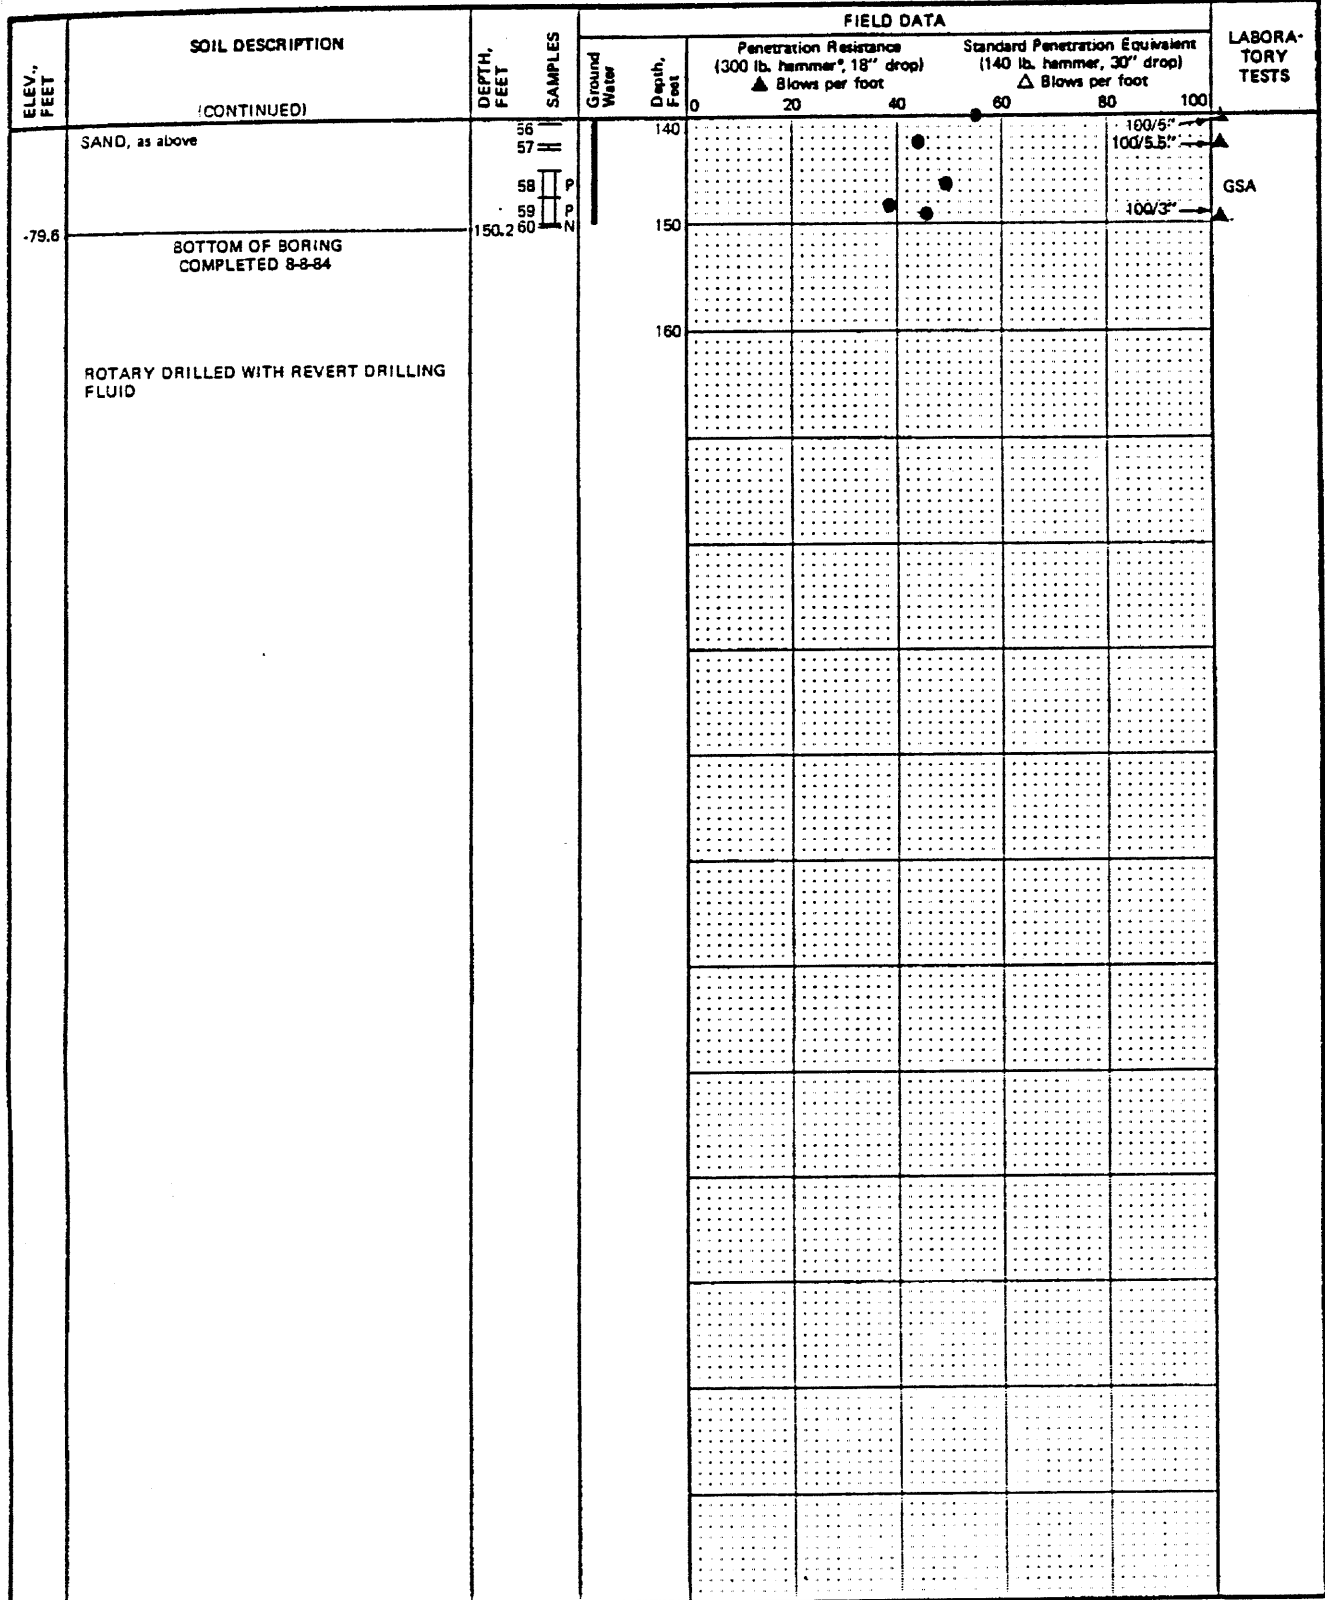 ELEV., FEET
SOIL DESCRIPTION
(CONTINUED)
DEPTH, FEET
SAMPLES
FIELD DATA
Ground Water
Depth, Feet
Penetration Resistance
(300 lb. hammer*, 18" drop)
▲ Blows per foot
Standard Penetration Equivalent
(140 lb. hammer, 30" drop)
△ Blows per foot
0 20 40 60 80 100
LABORA-
TORY
TESTS
SAND, as above
56
57
58 P
59 P
150.2 60 N
140
150
160
100/5"
100/5.5"
100/3"
GSA
-79.6
BOTTOM OF BORING
COMPLETED 8-8-84
ROTARY DRILLED WITH REVERT DRILLING
FLUID